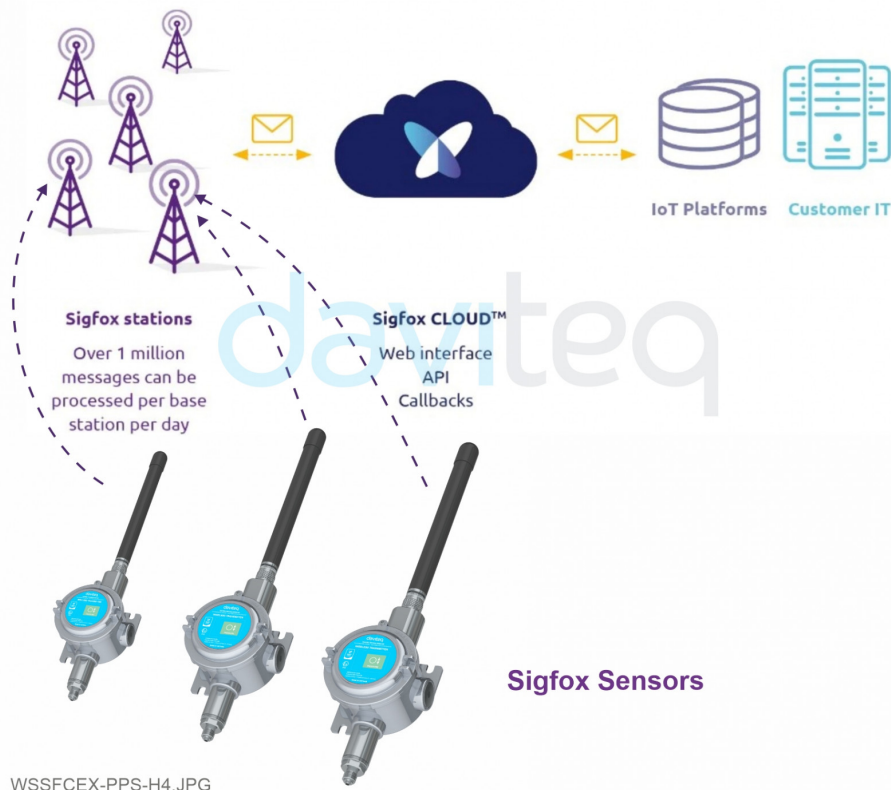 IoT Platforms
Customer IT
daviteq
Sigfox stations
Over 1 million
messages can be
processed per base
station per day
Sigfox CLOUD™
Web interface
API
Callbacks
Sigfox Sensors
WSSFCEX-PPS-H4.JPG